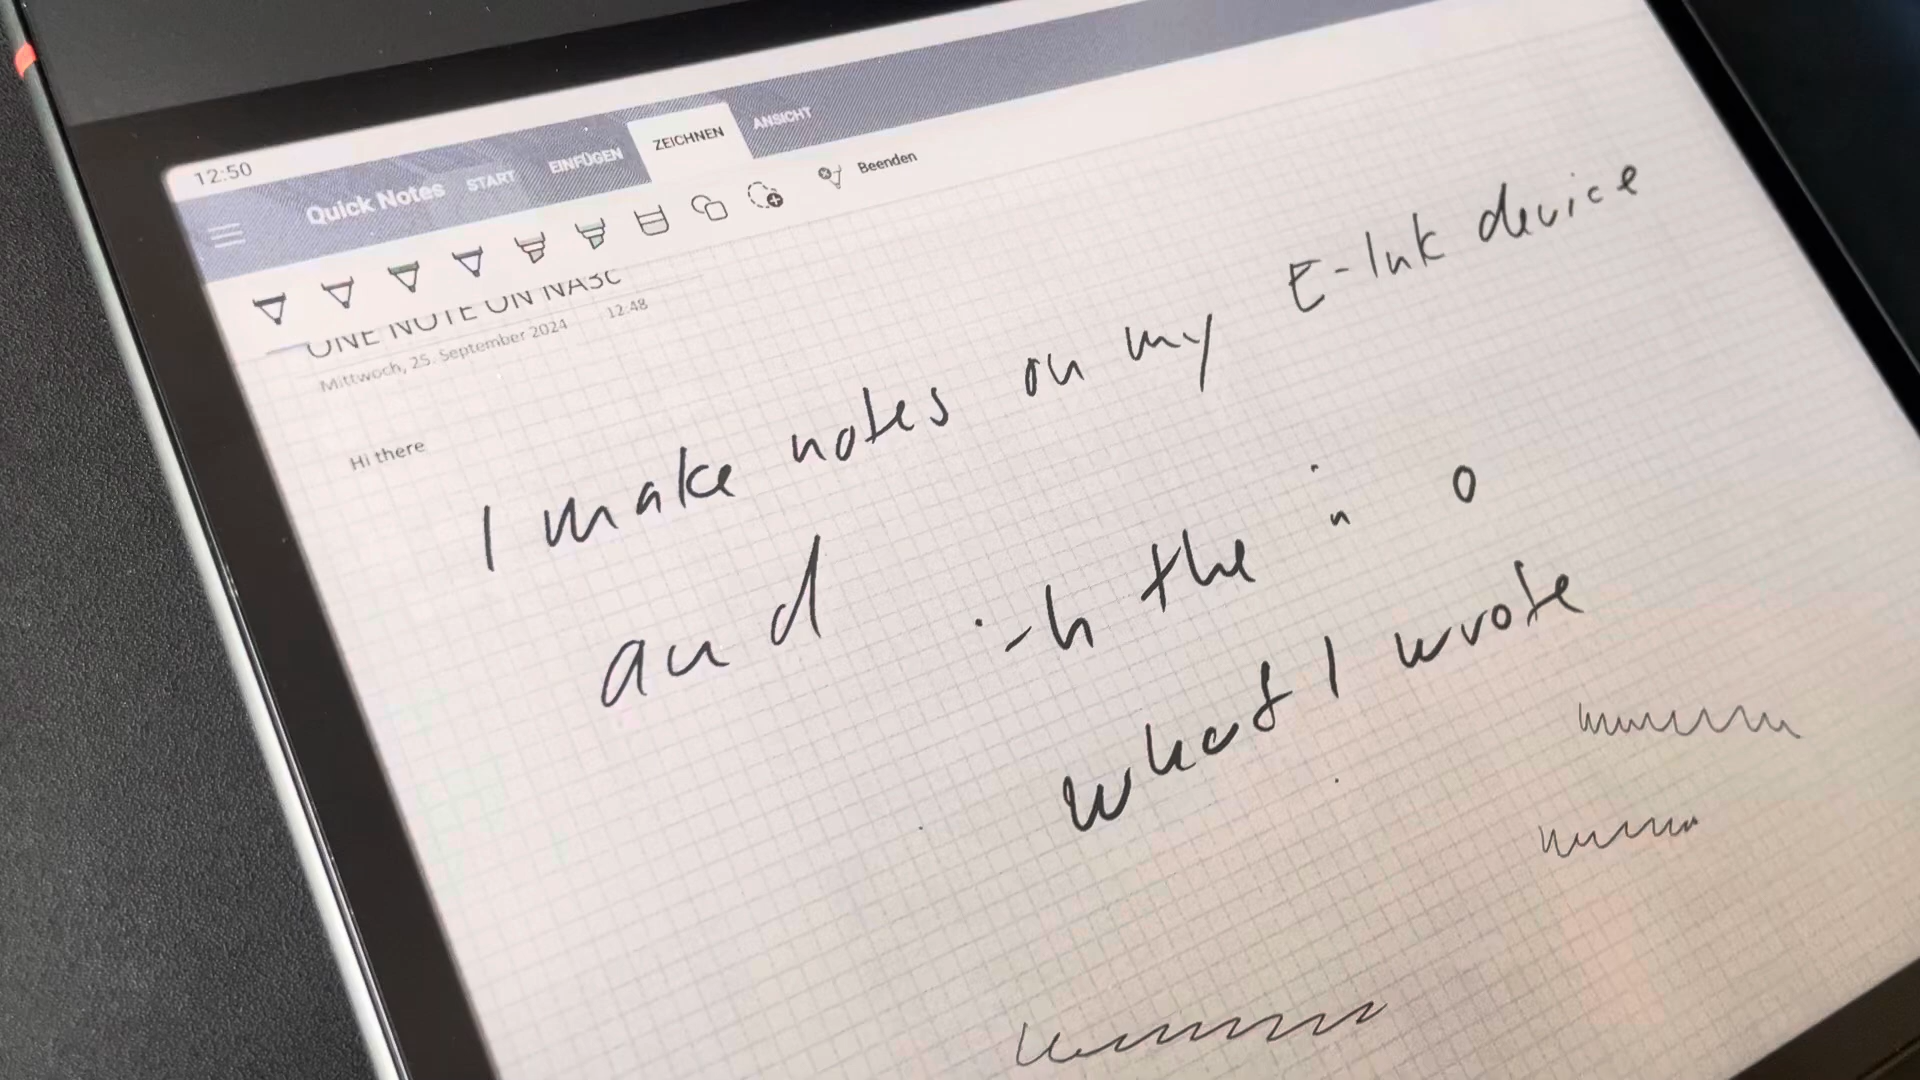 12:50
Quick Notes START EINFÜGEN ZEICHNEN ANSICHT
Beenden
ONE NOTE ON
Mittwoch, 25. September 2024 12:48
Hi there
I make notes on my E-Ink device
and the
what I wrote